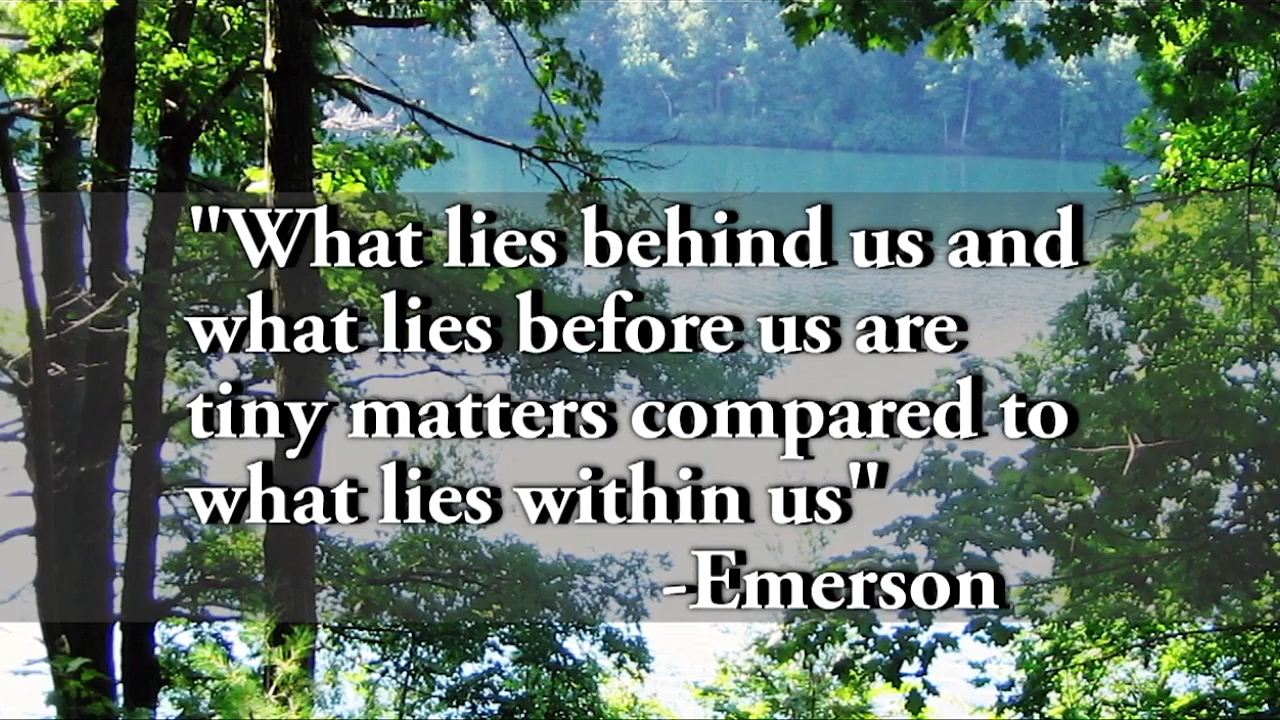 "What lies behind us and
what lies before us are
tiny matters compared to
what lies within us"
-Emerson